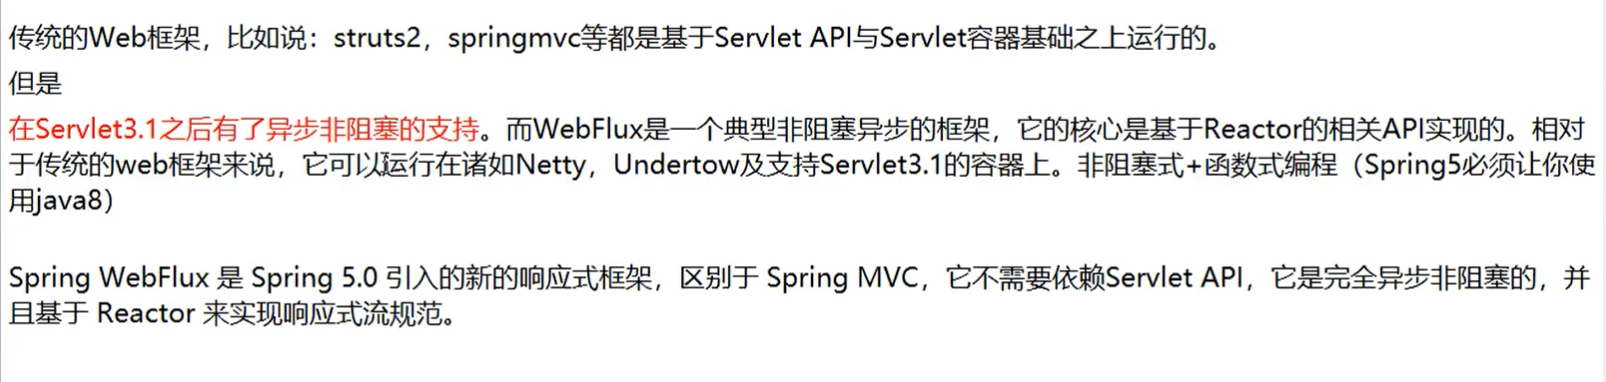 传统的Web框架，比如说：struts2，springmvc等都是基于Servlet API与Servlet容器基础之上运行的。
但是
在Servlet3.1之后有了异步非阻塞的支持。而WebFlux是一个典型非阻塞异步的框架，它的核心是基于Reactor的相关API实现的。相对
于传统的web框架来说，它可以运行在诸如Netty，Undertow及支持Servlet3.1的容器上。非阻塞式+函数式编程（Spring5必须让你使
用java8）
Spring WebFlux 是 Spring 5.0 引入的新的响应式框架，区别于 Spring MVC，它不需要依赖Servlet API，它是完全异步非阻塞的，并
且基于 Reactor 来实现响应式流规范。